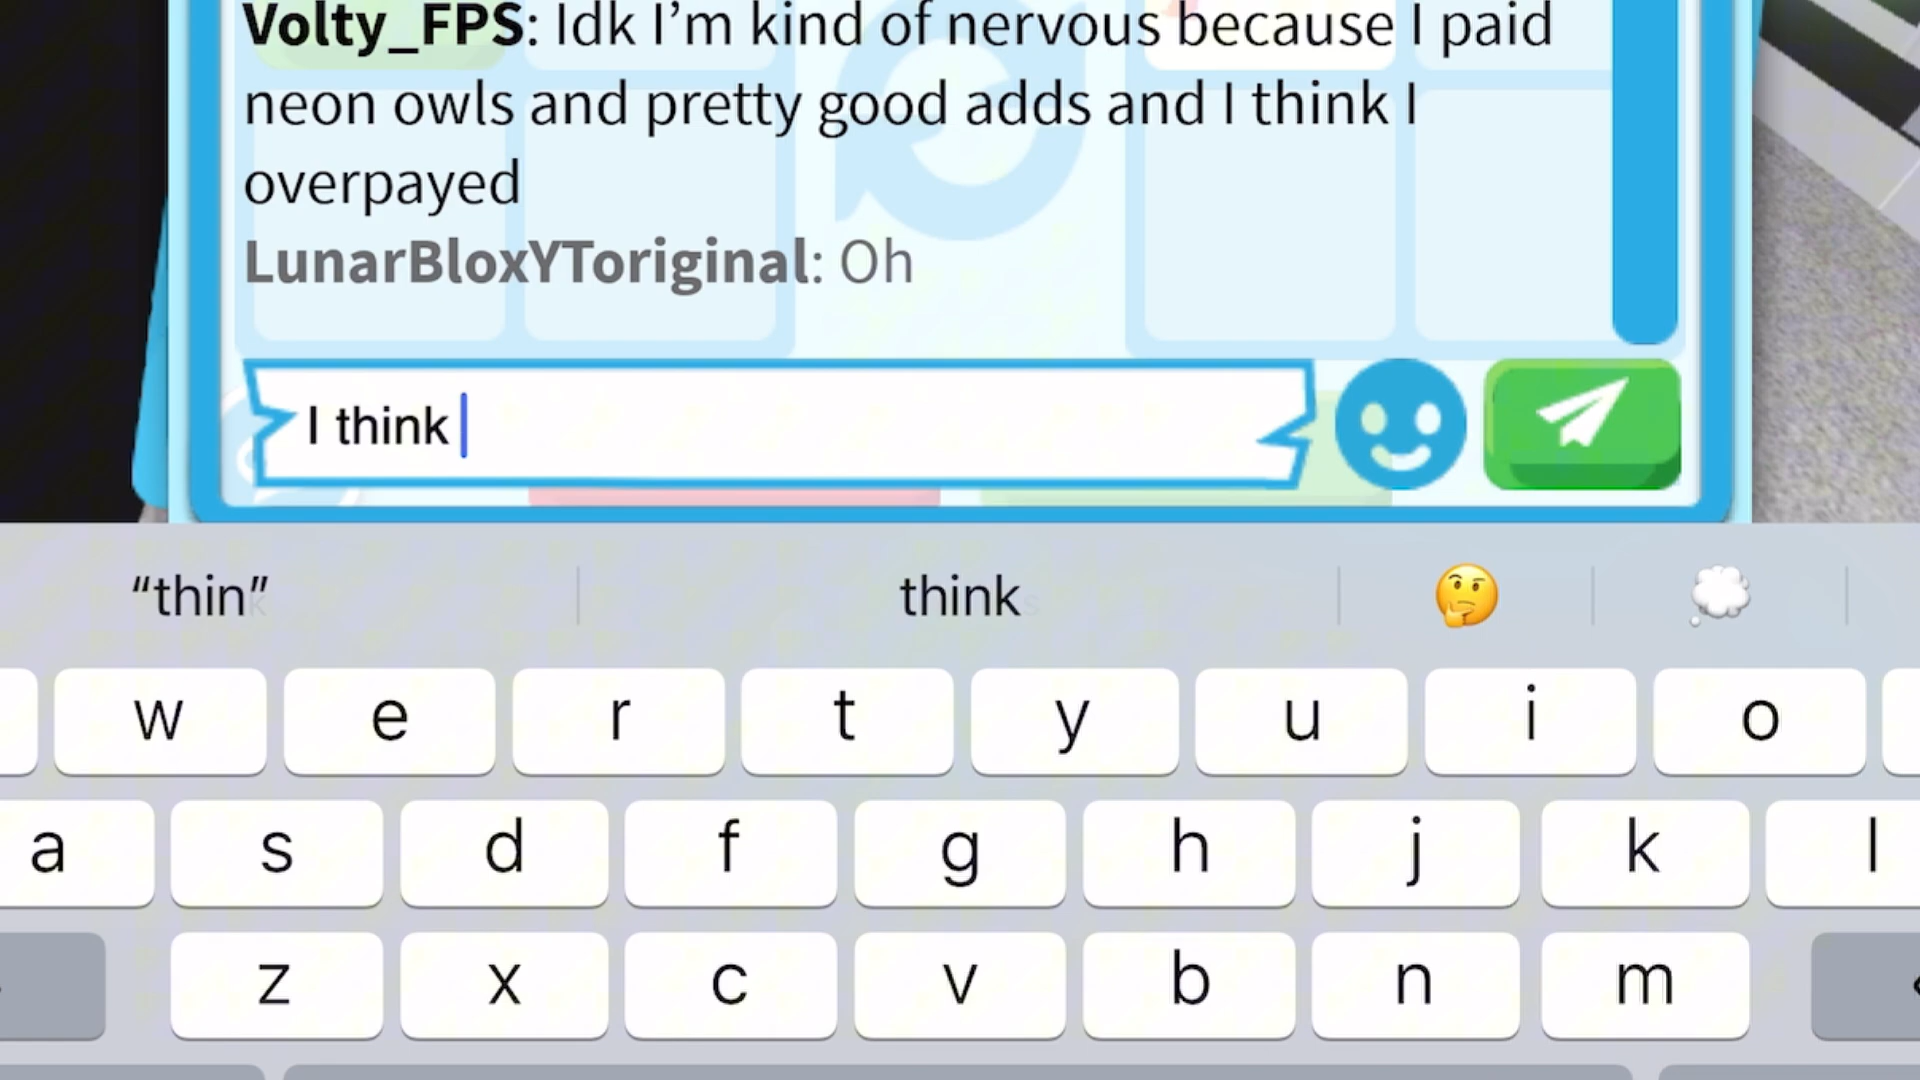 Volty_FPS: Idk I’m kind of nervous because I paid
neon owls and pretty good adds and I think I
overpayed
LunarBloxYToriginal: Oh
I think
“thin” think 🤔 💭
w e r t y u i o
a s d f g h j k l
z x c v b n m